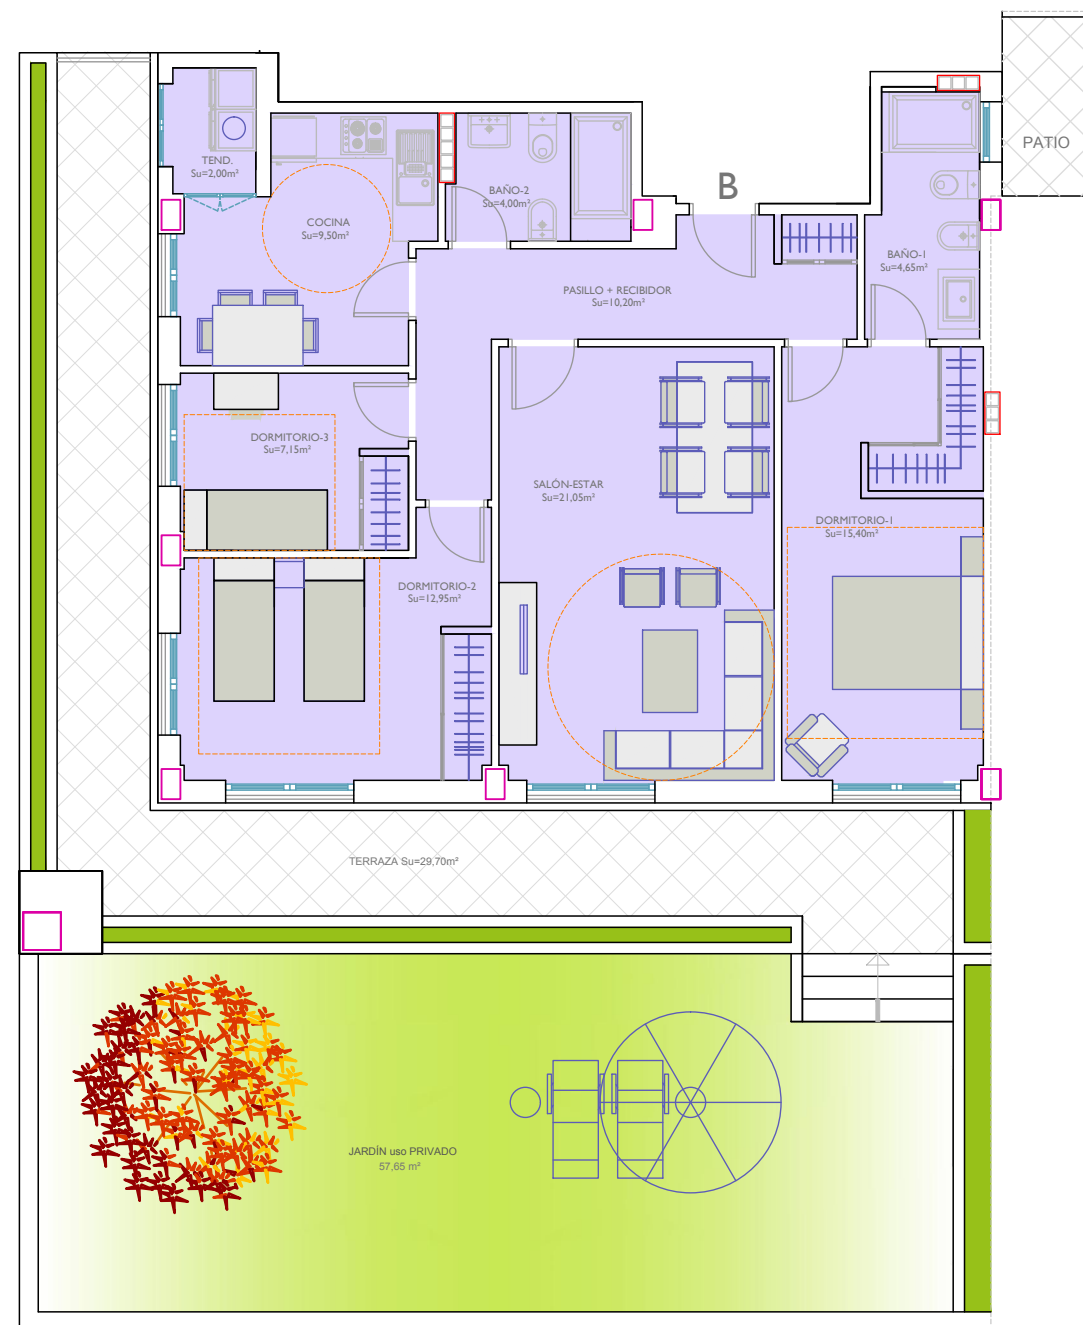 PATIO
B
TEND.
Su=2,00m²
COCINA
Su=9,50m²
BAÑO-2
Su=4,00m²
BAÑO-1
Su=4,65m²
PASILLO + RECIBIDOR
Su=10,20m²
DORMITORIO-3
Su=7,15m²
SALÓN-ESTAR
Su=21,05m²
DORMITORIO-1
Su=15,40m²
DORMITORIO-2
Su=12,95m²
TERRAZA Su=29,70m²
JARDÍN uso PRIVADO
57,65 m²